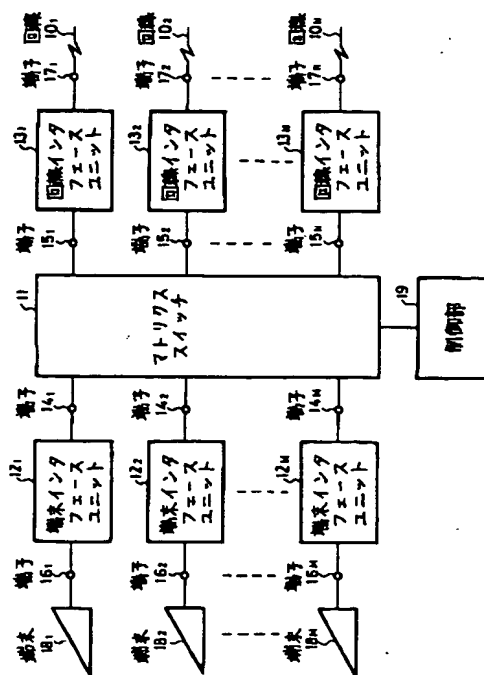 端末
18₁
端子
16₁
12₁
端末インタ
フェース
ユニット
端子
14₁
11
マトリクス
スイッチ
端子
15₁
13₁
回線インタ
フェース
ユニット
端子
17₁
回線
10₁
端末
18₂
端子
16₂
12₂
端末インタ
フェース
ユニット
端子
14₂
端子
15₂
13₂
回線インタ
フェース
ユニット
端子
17₂
回線
10₂
端末
18M
端子
16M
12M
端末インタ
フェース
ユニット
端子
14M
端子
15N
13N
回線インタ
フェース
ユニット
端子
17N
回線
10N
19
制御部